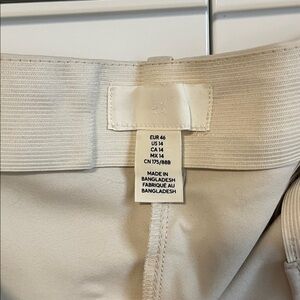 EUR 46
US 14
CA 14
MX 14
CN 175/88B
MADE IN
BANGLADESH
FABRIQUÉ AU
BANGLADESH